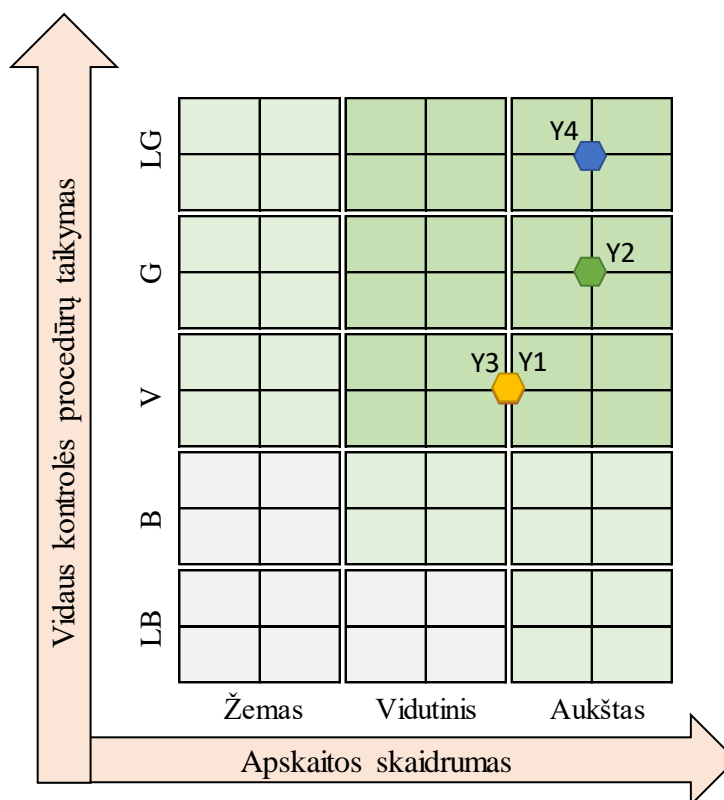 Vidaus kontrolės procedūrų taikymas
LG
Y4
G
Y2
V
Y3 Y1
B
LB
Žemas Vidutinis Aukštas
Apskaitos skaidrumas